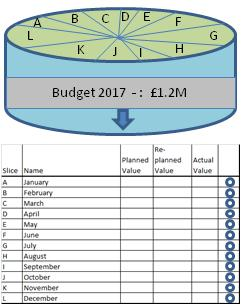 A B C D E F
L G
K J I H
Budget 2017 -: £1.2M
Slice Name Planned Value Re-planned Value Actual Value
A January
B February
C March
D April
E May
F June
G July
H August
I September
J October
K November
L December